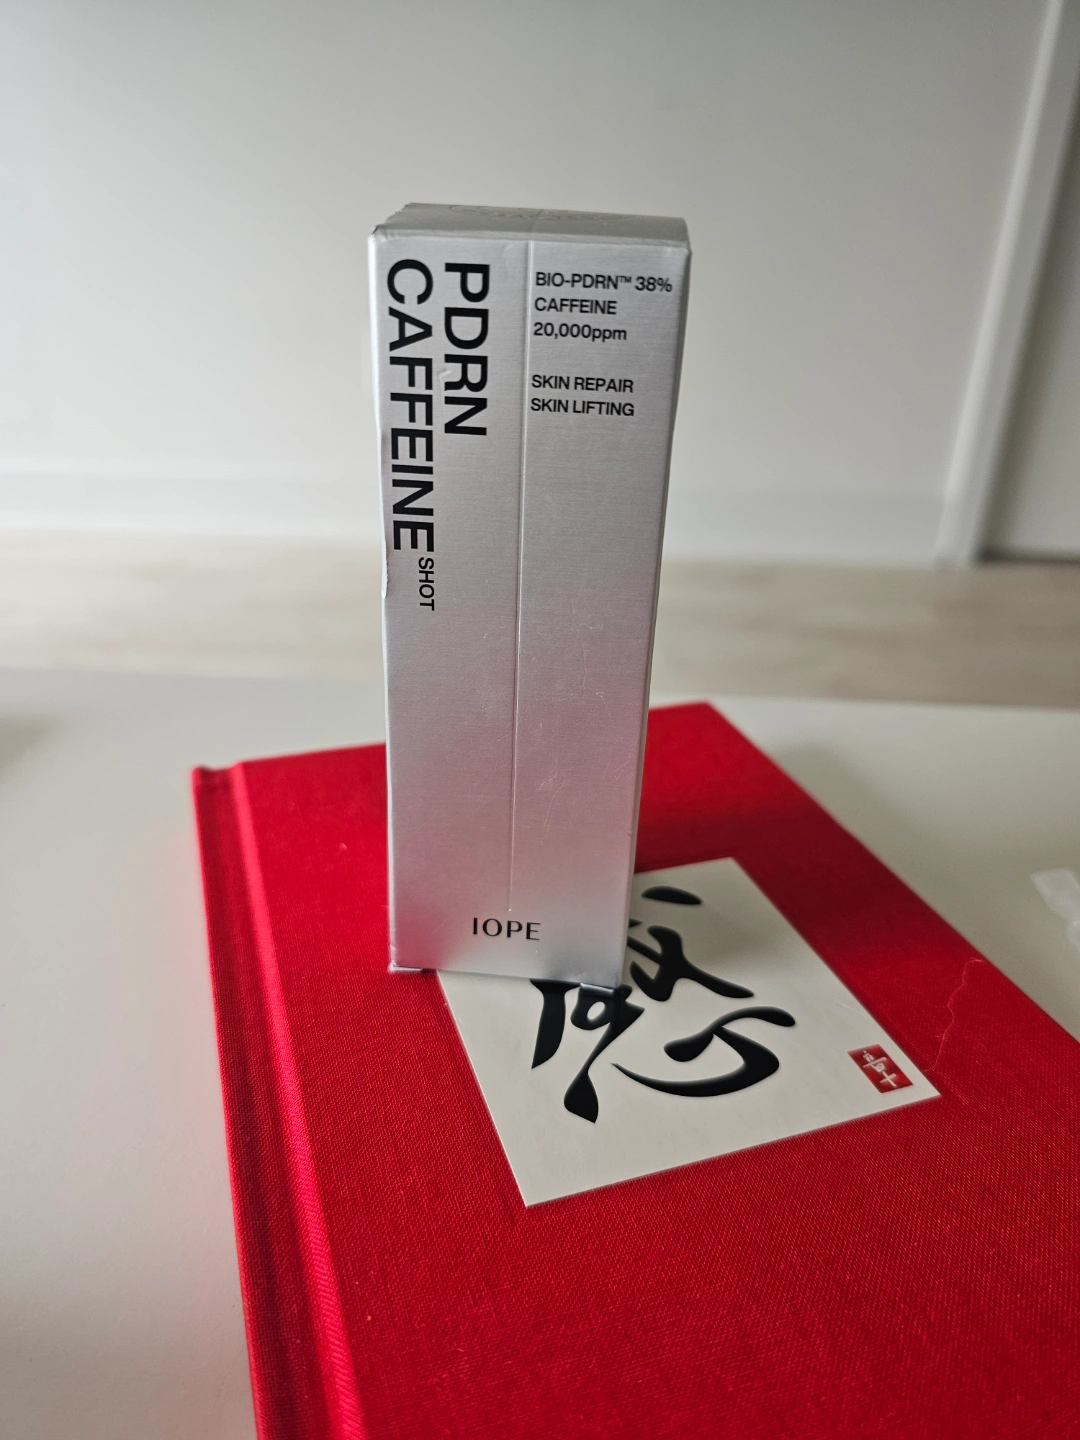 PDRN
CAFFEINE SHOT
BIO-PDRN™ 38%
CAFFEINE
20,000ppm
SKIN REPAIR
SKIN LIFTING
IOPE